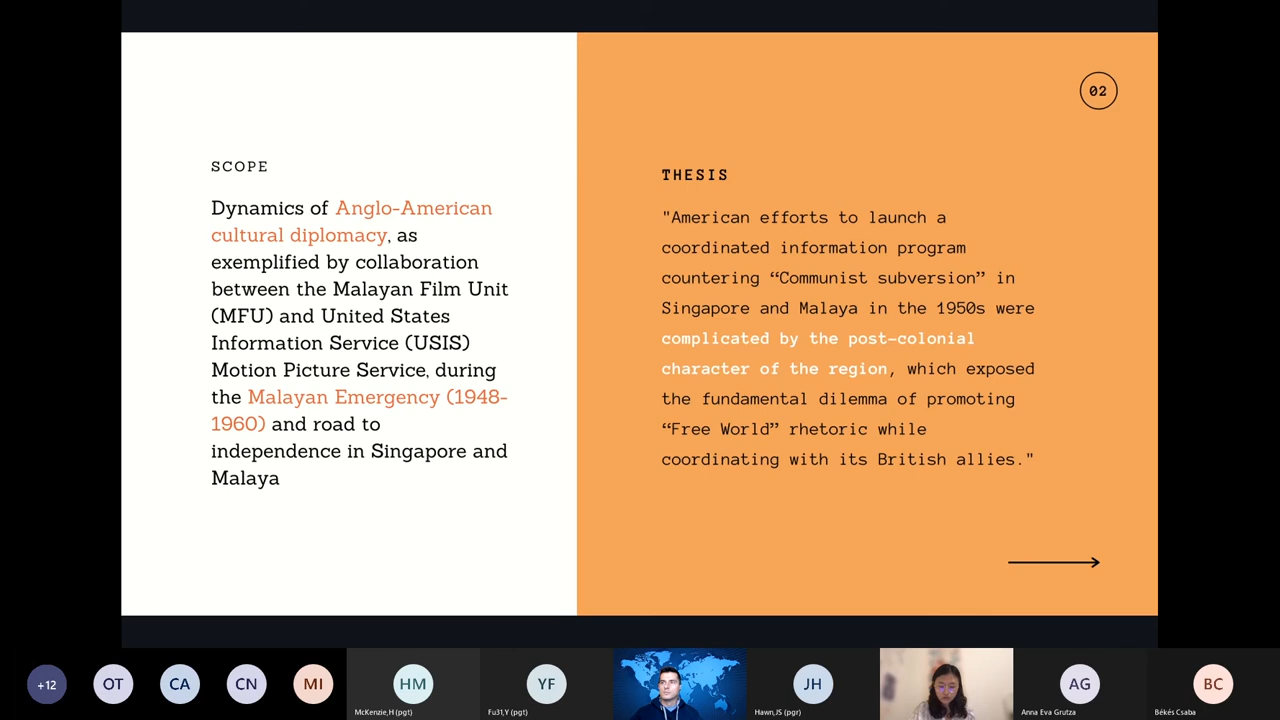 SCOPE
Dynamics of Anglo-American
cultural diplomacy, as
exemplified by collaboration
between the Malayan Film Unit
(MFU) and United States
Information Service (USIS)
Motion Picture Service, during
the Malayan Emergency (1948-
1960) and road to
independence in Singapore and
Malaya
02
THESIS
"American efforts to launch a
coordinated information program
countering “Communist subversion” in
Singapore and Malaya in the 1950s were
complicated by the post-colonial
character of the region, which exposed
the fundamental dilemma of promoting
“Free World” rhetoric while
coordinating with its British allies."
+12
OT
CA
CN
MI
HM
McKenzie,H (pgt)
YF
Fu31,Y (pgt)
JH
Hawn,JS (pgr)
AG
Anna Eva Grutza
BC
Békés Csaba